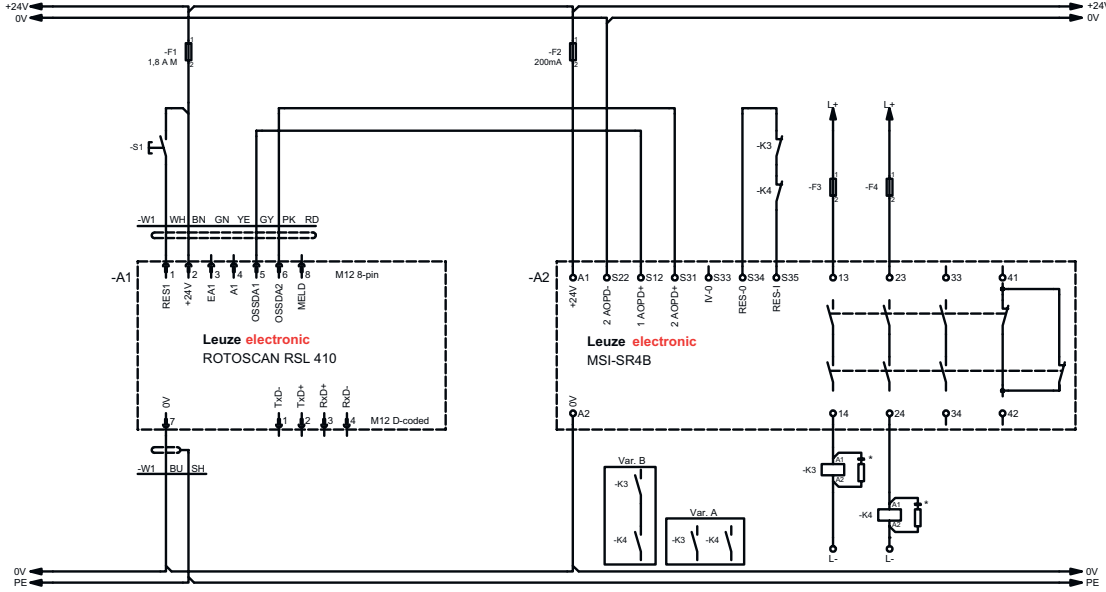 +24V
+24V
0V
0V
-F1
1,8 A M
1
2
-F2
200mA
1
2
L+
L+
-S1
-K3
-K4
-F3
1
2
-F4
1
2
-W1 WH BN GN YE GY PK RD
-A1
1 2 3 4 5 6 8 M12 8-pin
RES1
+24V
EA1
A1
OSSDA1
OSSDA2
MELD
Leuze electronic
ROTOSCAN RSL 410
0V
7
TxD-
TxD+
RxD+
RxD-
1 2 3 4 M12 D-coded
-W1 BU SH
-A2
A1 S22 S12 S31 S33 S34 S35 13 23 33 41
+24V
2 AOPD-
1 AOPD+
2 AOPD+
IV-0
RES-0
RES-I
Leuze electronic
MSI-SR4B
0V
A2 14 24 34 42
Var. B
-K3
-K4
Var. A
-K3 -K4
-K3
A1
A2
*
-K4
A1
A2
*
L-
L-
0V
0V
PE
PE